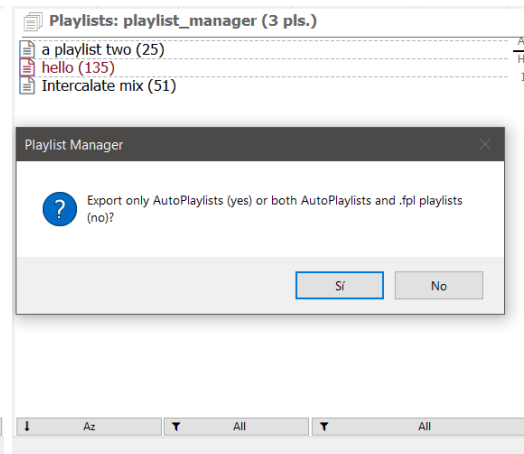 Playlists: playlist_manager (3 pls.)
a playlist two (25)
hello (135)
Intercalate mix (51)
A
H
I
Playlist Manager
Export only AutoPlaylists (yes) or both AutoPlaylists and .fpl playlists
(no)?
Sí No
Az All All